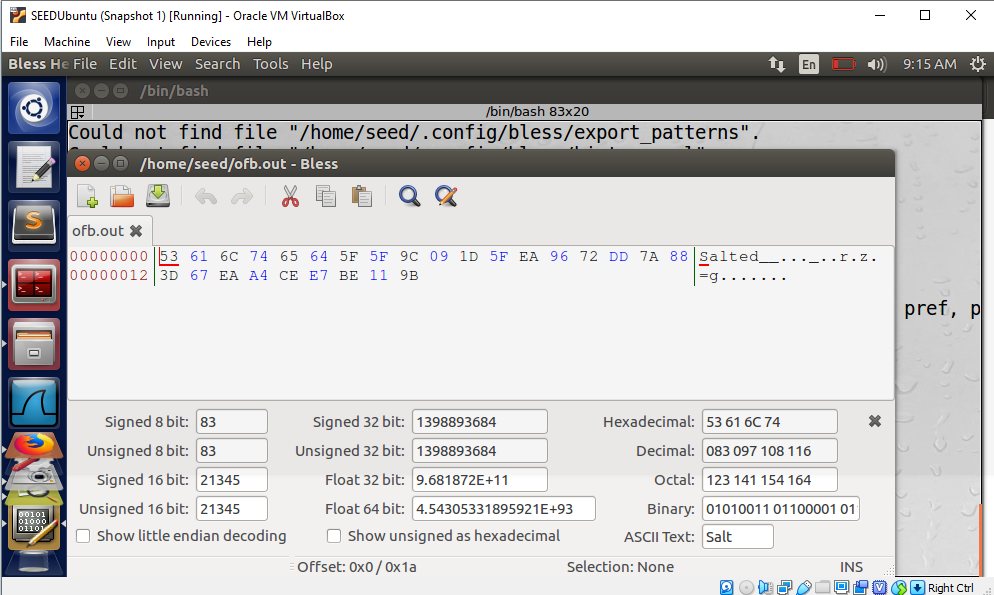 SEEDUbuntu (Snapshot 1) [Running] - Oracle VM VirtualBox
File Machine View Input Devices Help
Bless He File Edit View Search Tools Help En 9:15 AM
/bin/bash
/bin/bash 83x20
Could not find file "/home/seed/.config/bless/export_patterns".
/home/seed/ofb.out - Bless
ofb.out
00000000 53 61 6C 74 65 64 5F 5F 9C 09 1D 5F EA 96 72 DD 7A 88 Salted__..._..r.z.
00000012 3D 67 EA A4 CE E7 BE 11 9B =g.......
pref, p
Signed 8 bit: 83 Signed 32 bit: 1398893684 Hexadecimal: 53 61 6C 74
Unsigned 8 bit: 83 Unsigned 32 bit: 1398893684 Decimal: 083 097 108 116
Signed 16 bit: 21345 Float 32 bit: 9.681872E+11 Octal: 123 141 154 164
Unsigned 16 bit: 21345 Float 64 bit: 4.54305331895921E+93 Binary: 01010011 01100001 01
Show little endian decoding Show unsigned as hexadecimal ASCII Text: Salt
Offset: 0x0 / 0x1a Selection: None INS
Right Ctrl